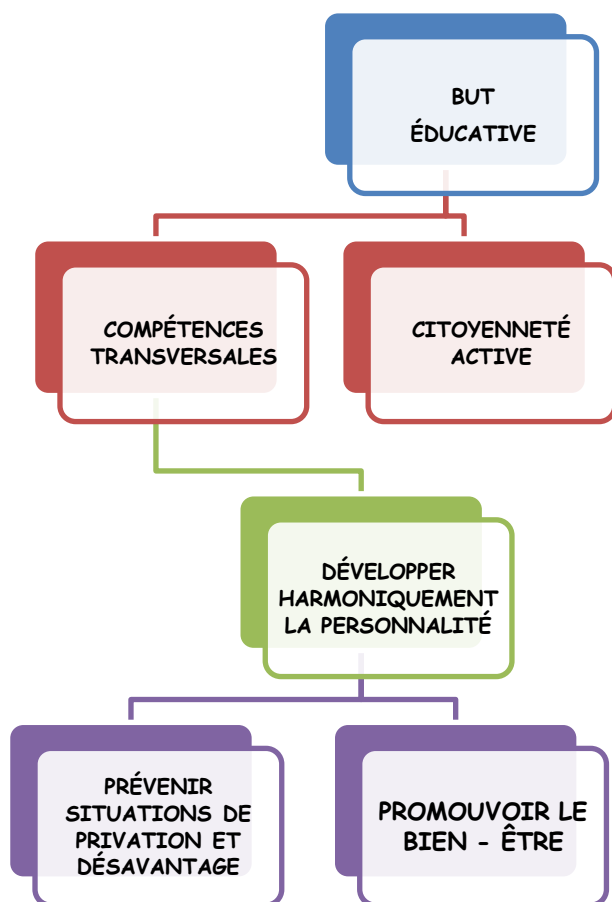 BUT
ÉDUCATIVE
COMPÉTENCES
TRANSVERSALES
CITOYENNETÉ
ACTIVE
DÉVELOPPER
HARMONIQUEMENT
LA PERSONNALITÉ
PRÉVENIR
SITUATIONS DE
PRIVATION ET
DÉSAVANTAGE
PROMOUVOIR LE
BIEN - ÊTRE